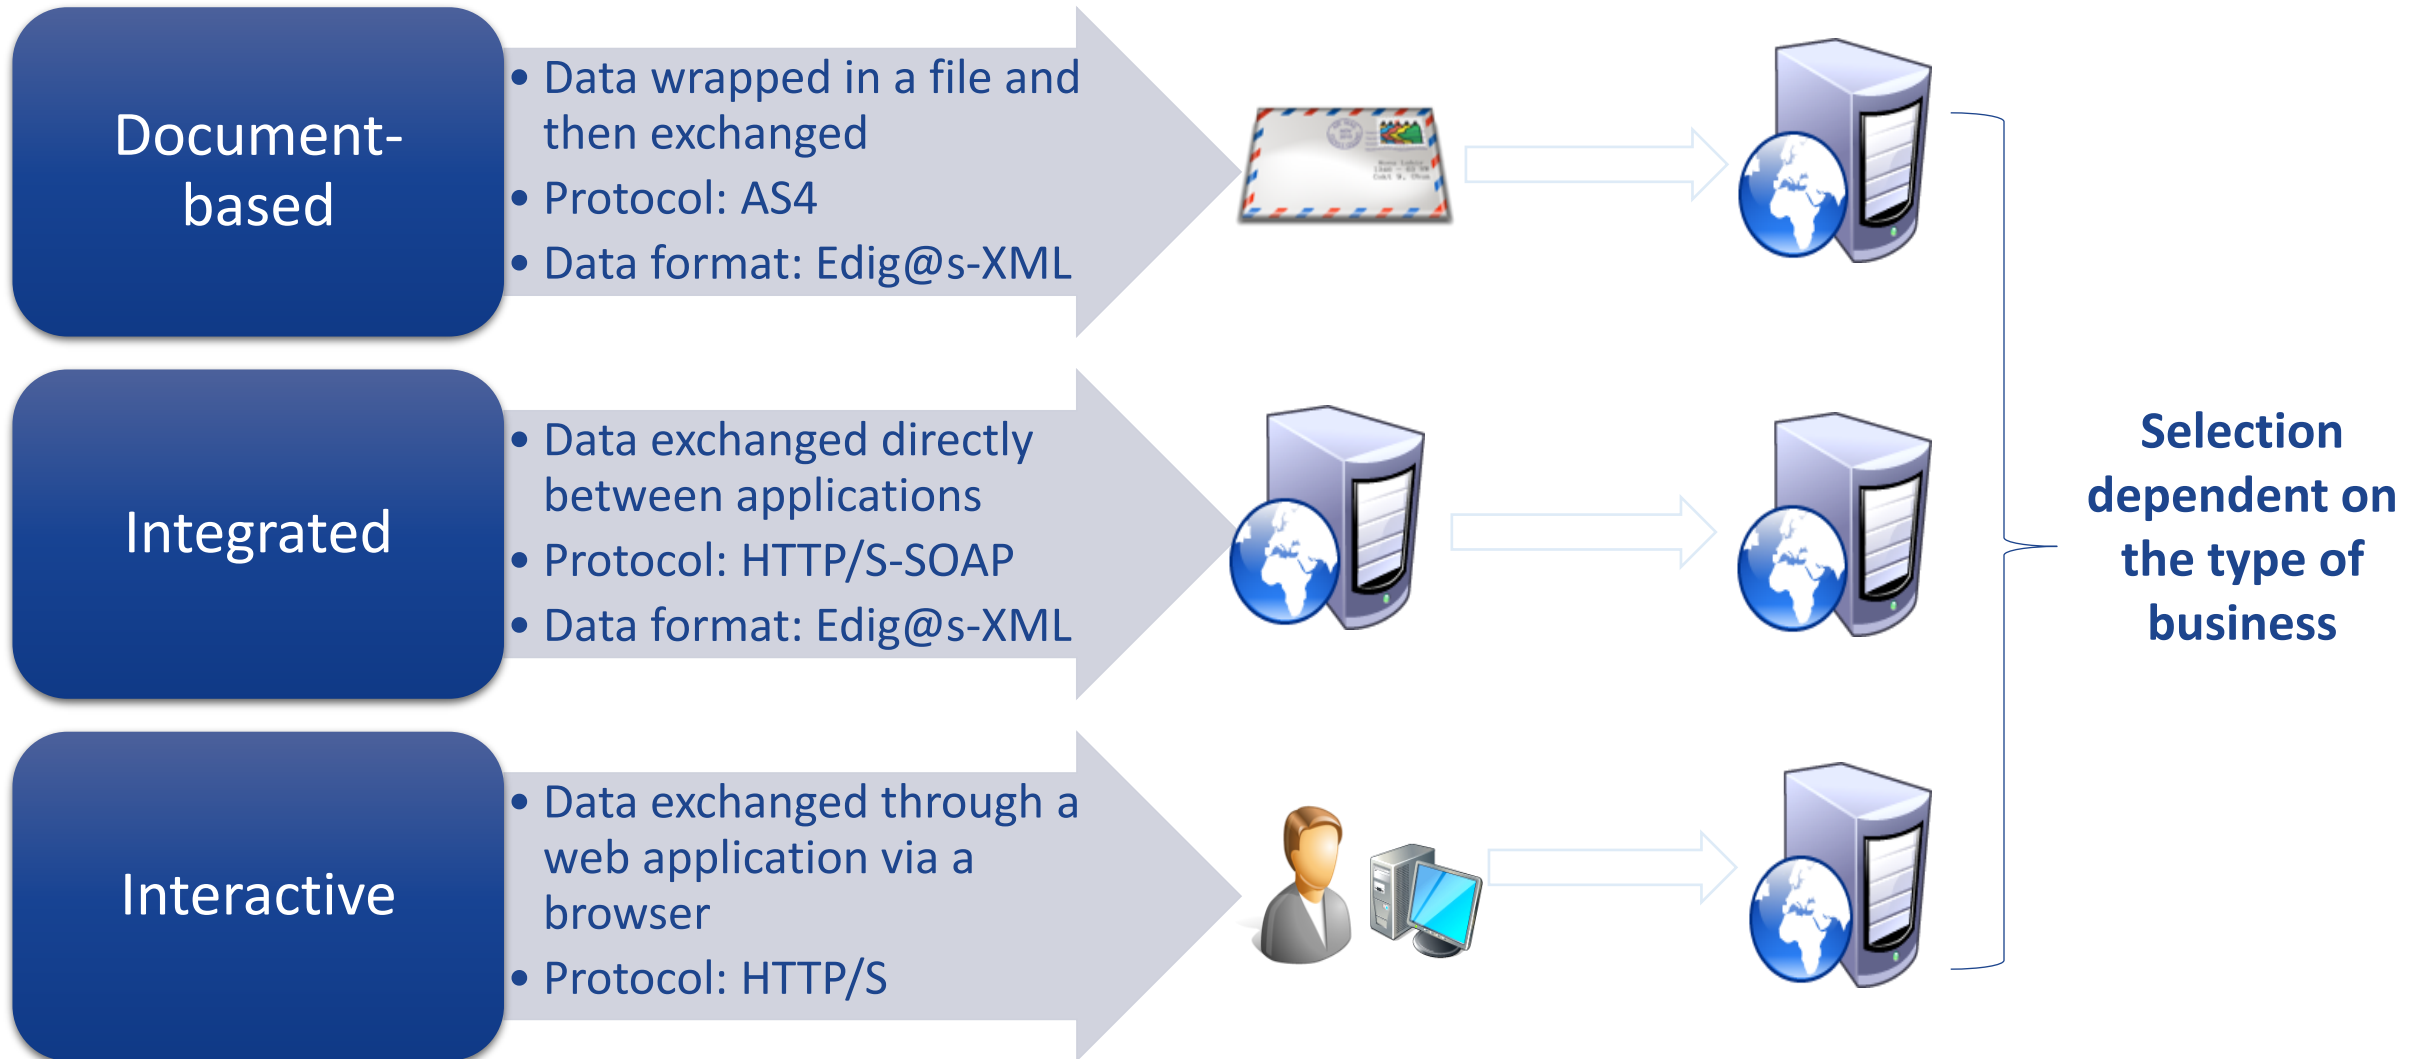 Document-
based
• Data wrapped in a file and
then exchanged
• Protocol: AS4
• Data format: Edig@s-XML
Integrated
• Data exchanged directly
between applications
• Protocol: HTTP/S-SOAP
• Data format: Edig@s-XML
Interactive
• Data exchanged through a
web application via a
browser
• Protocol: HTTP/S
Selection
dependent on
the type of
business